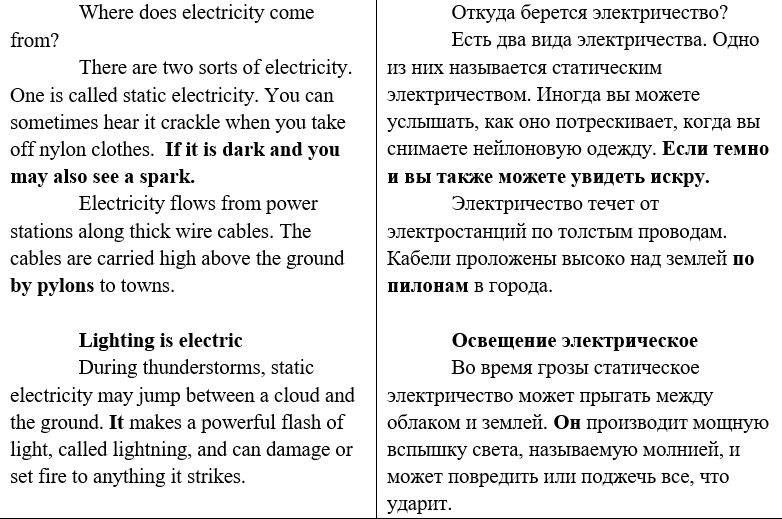 Where does electricity come
from?
There are two sorts of electricity.
One is called static electricity. You can
sometimes hear it crackle when you take
off nylon clothes. If it is dark and you
may also see a spark.
Electricity flows from power
stations along thick wire cables. The
cables are carried high above the ground
by pylons to towns.
Lighting is electric
During thunderstorms, static
electricity may jump between a cloud and
the ground. It makes a powerful flash of
light, called lightning, and can damage or
set fire to anything it strikes.
Откуда берется электричество?
Есть два вида электричества. Одно
из них называется статическим
электричеством. Иногда вы можете
услышать, как оно потрескивает, когда вы
снимаете нейлоновую одежду. Если темно
и вы также можете увидеть искру.
Электричество течет от
электростанций по толстым проводам.
Кабели проложены высоко над землей по
пилонам в города.
Освещение электрическое
Во время грозы статическое
электричество может прыгать между
облаком и землей. Он производит мощную
вспышку света, называемую молнией, и
может повредить или поджечь все, что
ударит.